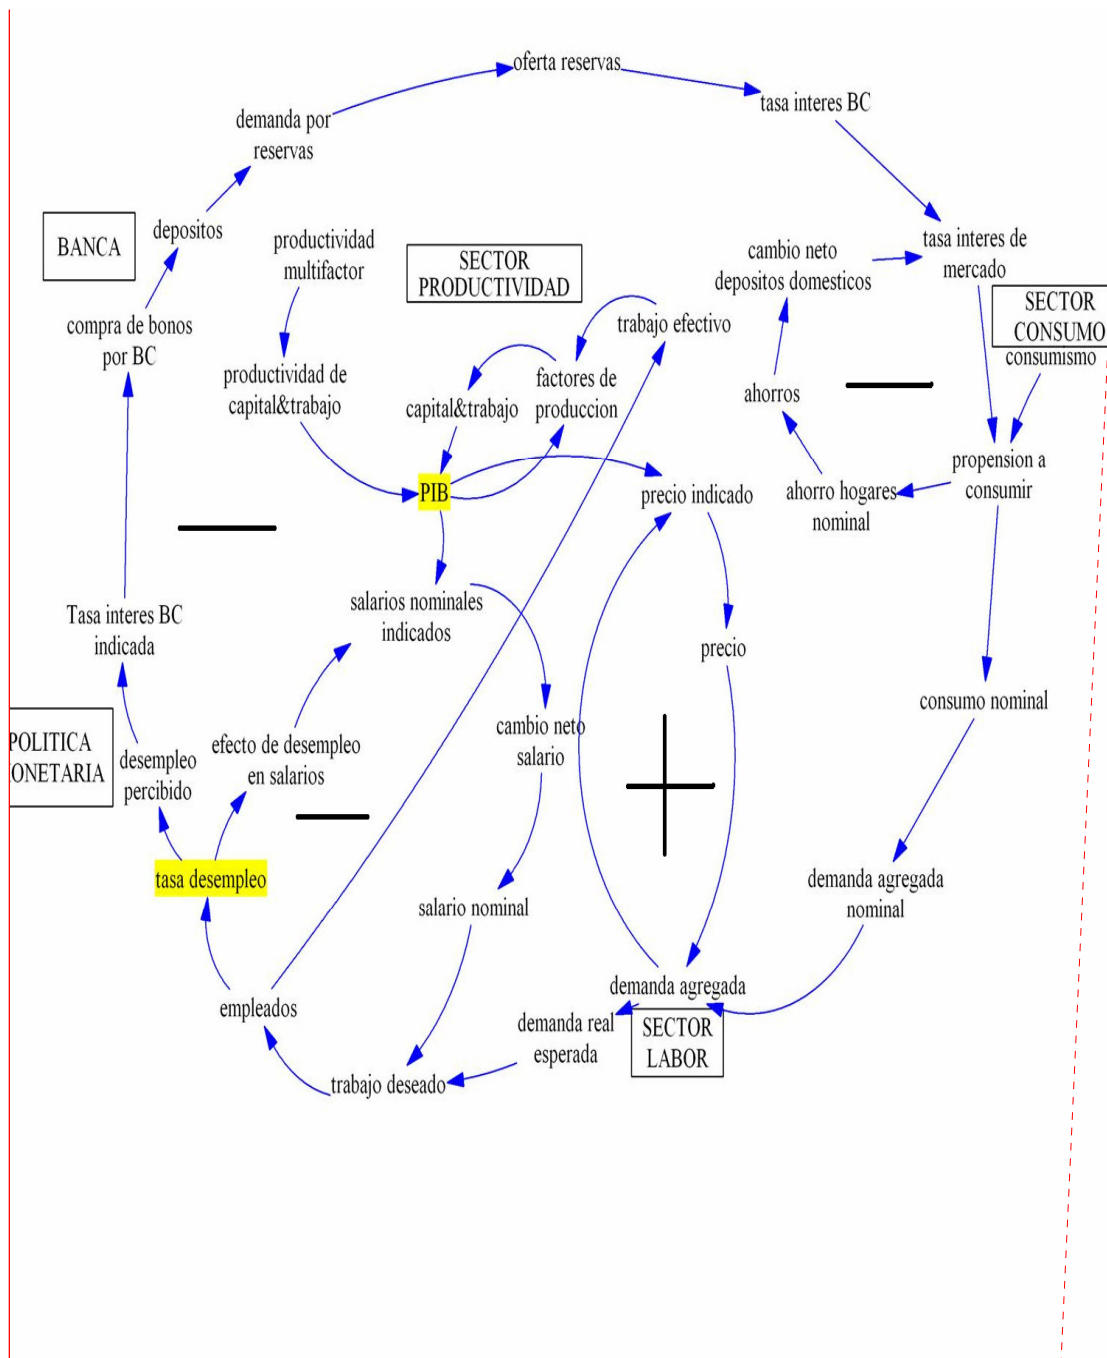 oferta reservas
tasa interes BC
demanda por
reservas
BANCA
depositos
productividad
multifactor
SECTOR
PRODUCTIVIDAD
cambio neto
depositos domesticos
tasa interes de
mercado
SECTOR
CONSUMO
consumismo
compra de bonos
por BC
trabajo efectivo
productividad de
capital&trabajo
capital&trabajo
factores de
produccion
ahorros
PIB
precio indicado
ahorro hogares
nominal
propension a
consumir
Tasa interes BC
indicada
salarios nominales
indicados
precio
consumo nominal
cambio neto
salario
POLITICA
ONETARIA
desempleo
percibido
efecto de desempleo
en salarios
tasa desempleo
salario nominal
demanda agregada
nominal
empleados
demanda agregada
demanda real
esperada
SECTOR
LABOR
trabajo deseado